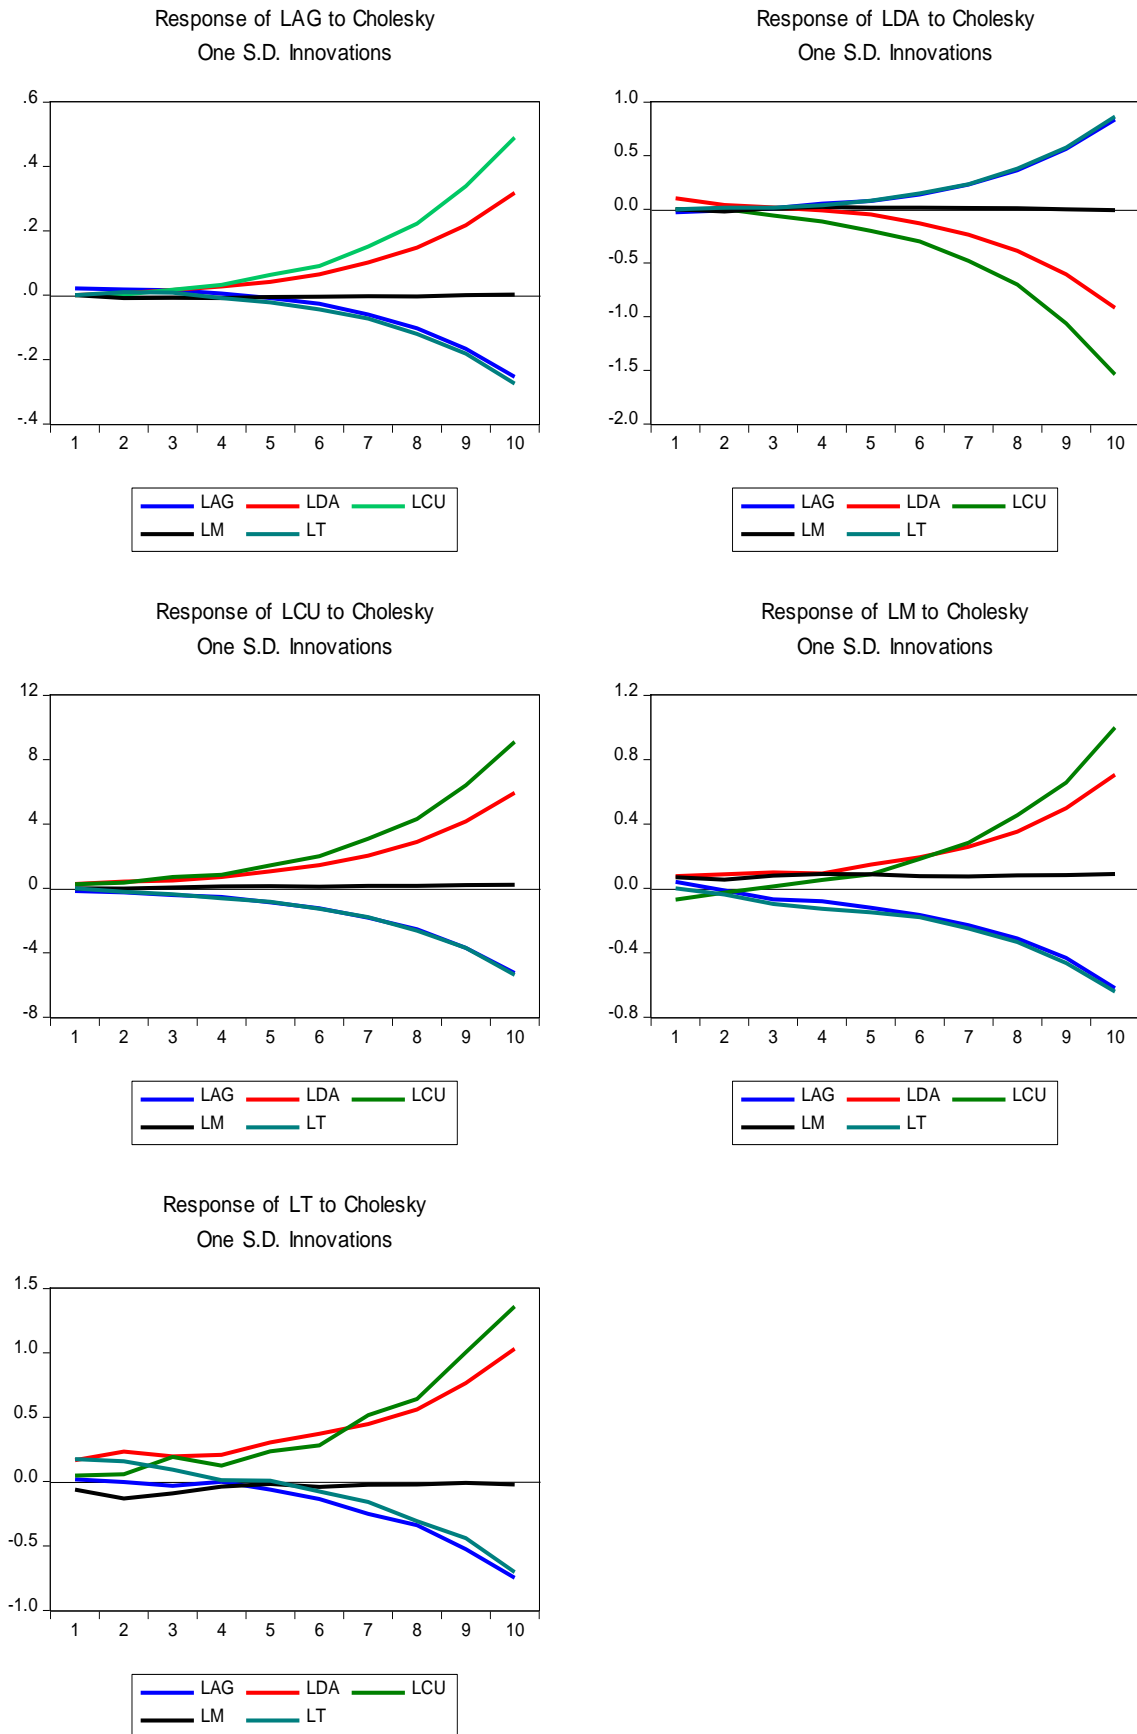 Response of LAG to Cholesky
One S.D. Innovations
.6
.4
.2
.0
-.2
-.4
1 2 3 4 5 6 7 8 9 10
LAG LDA LCU
LM LT
Response of LDA to Cholesky
One S.D. Innovations
1.0
0.5
0.0
-0.5
-1.0
-1.5
-2.0
1 2 3 4 5 6 7 8 9 10
LAG LDA LCU
LM LT
Response of LCU to Cholesky
One S.D. Innovations
12
8
4
0
-4
-8
1 2 3 4 5 6 7 8 9 10
LAG LDA LCU
LM LT
Response of LM to Cholesky
One S.D. Innovations
1.2
0.8
0.4
0.0
-0.4
-0.8
1 2 3 4 5 6 7 8 9 10
LAG LDA LCU
LM LT
Response of LT to Cholesky
One S.D. Innovations
1.5
1.0
0.5
0.0
-0.5
-1.0
1 2 3 4 5 6 7 8 9 10
LAG LDA LCU
LM LT